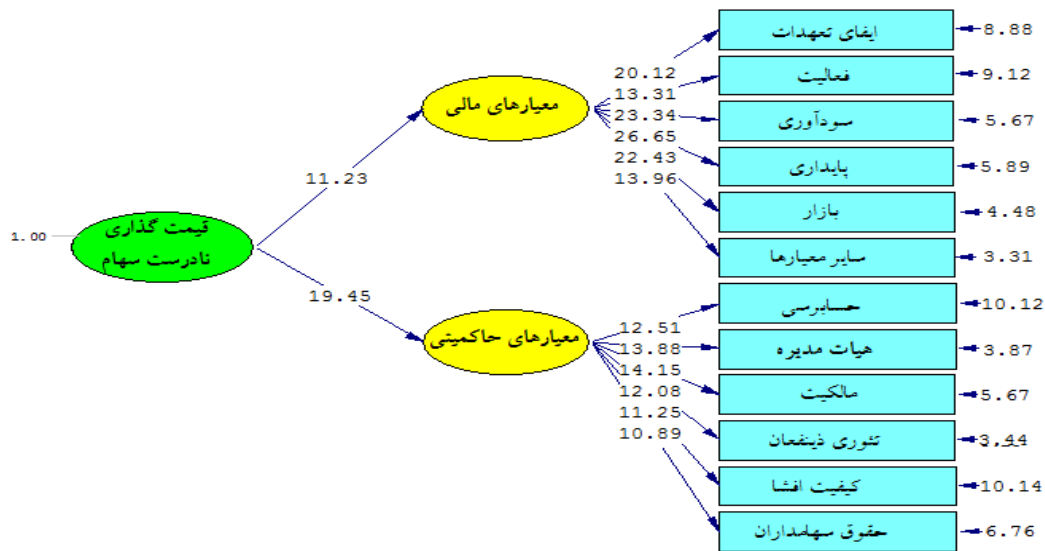 ایفای تعهدات
8.88
20.12
فعالیت
9.12
13.31
معیارهای مالی
سودآوری
5.67
23.34
پایداری
5.89
26.65
بازار
4.48
22.43
سایر معیارها
3.31
13.96
11.23
1.00
قیمت گذاری
نادرست سهام
19.45
معیارهای حاکمیتی
حسابرسی
10.12
12.51
هیات مدیره
3.87
13.88
مالکیت
5.67
14.15
تئوری ذینفعان
3.44
12.08
کیفیت افشا
10.14
11.25
حقوق سهامداران
6.76
10.89